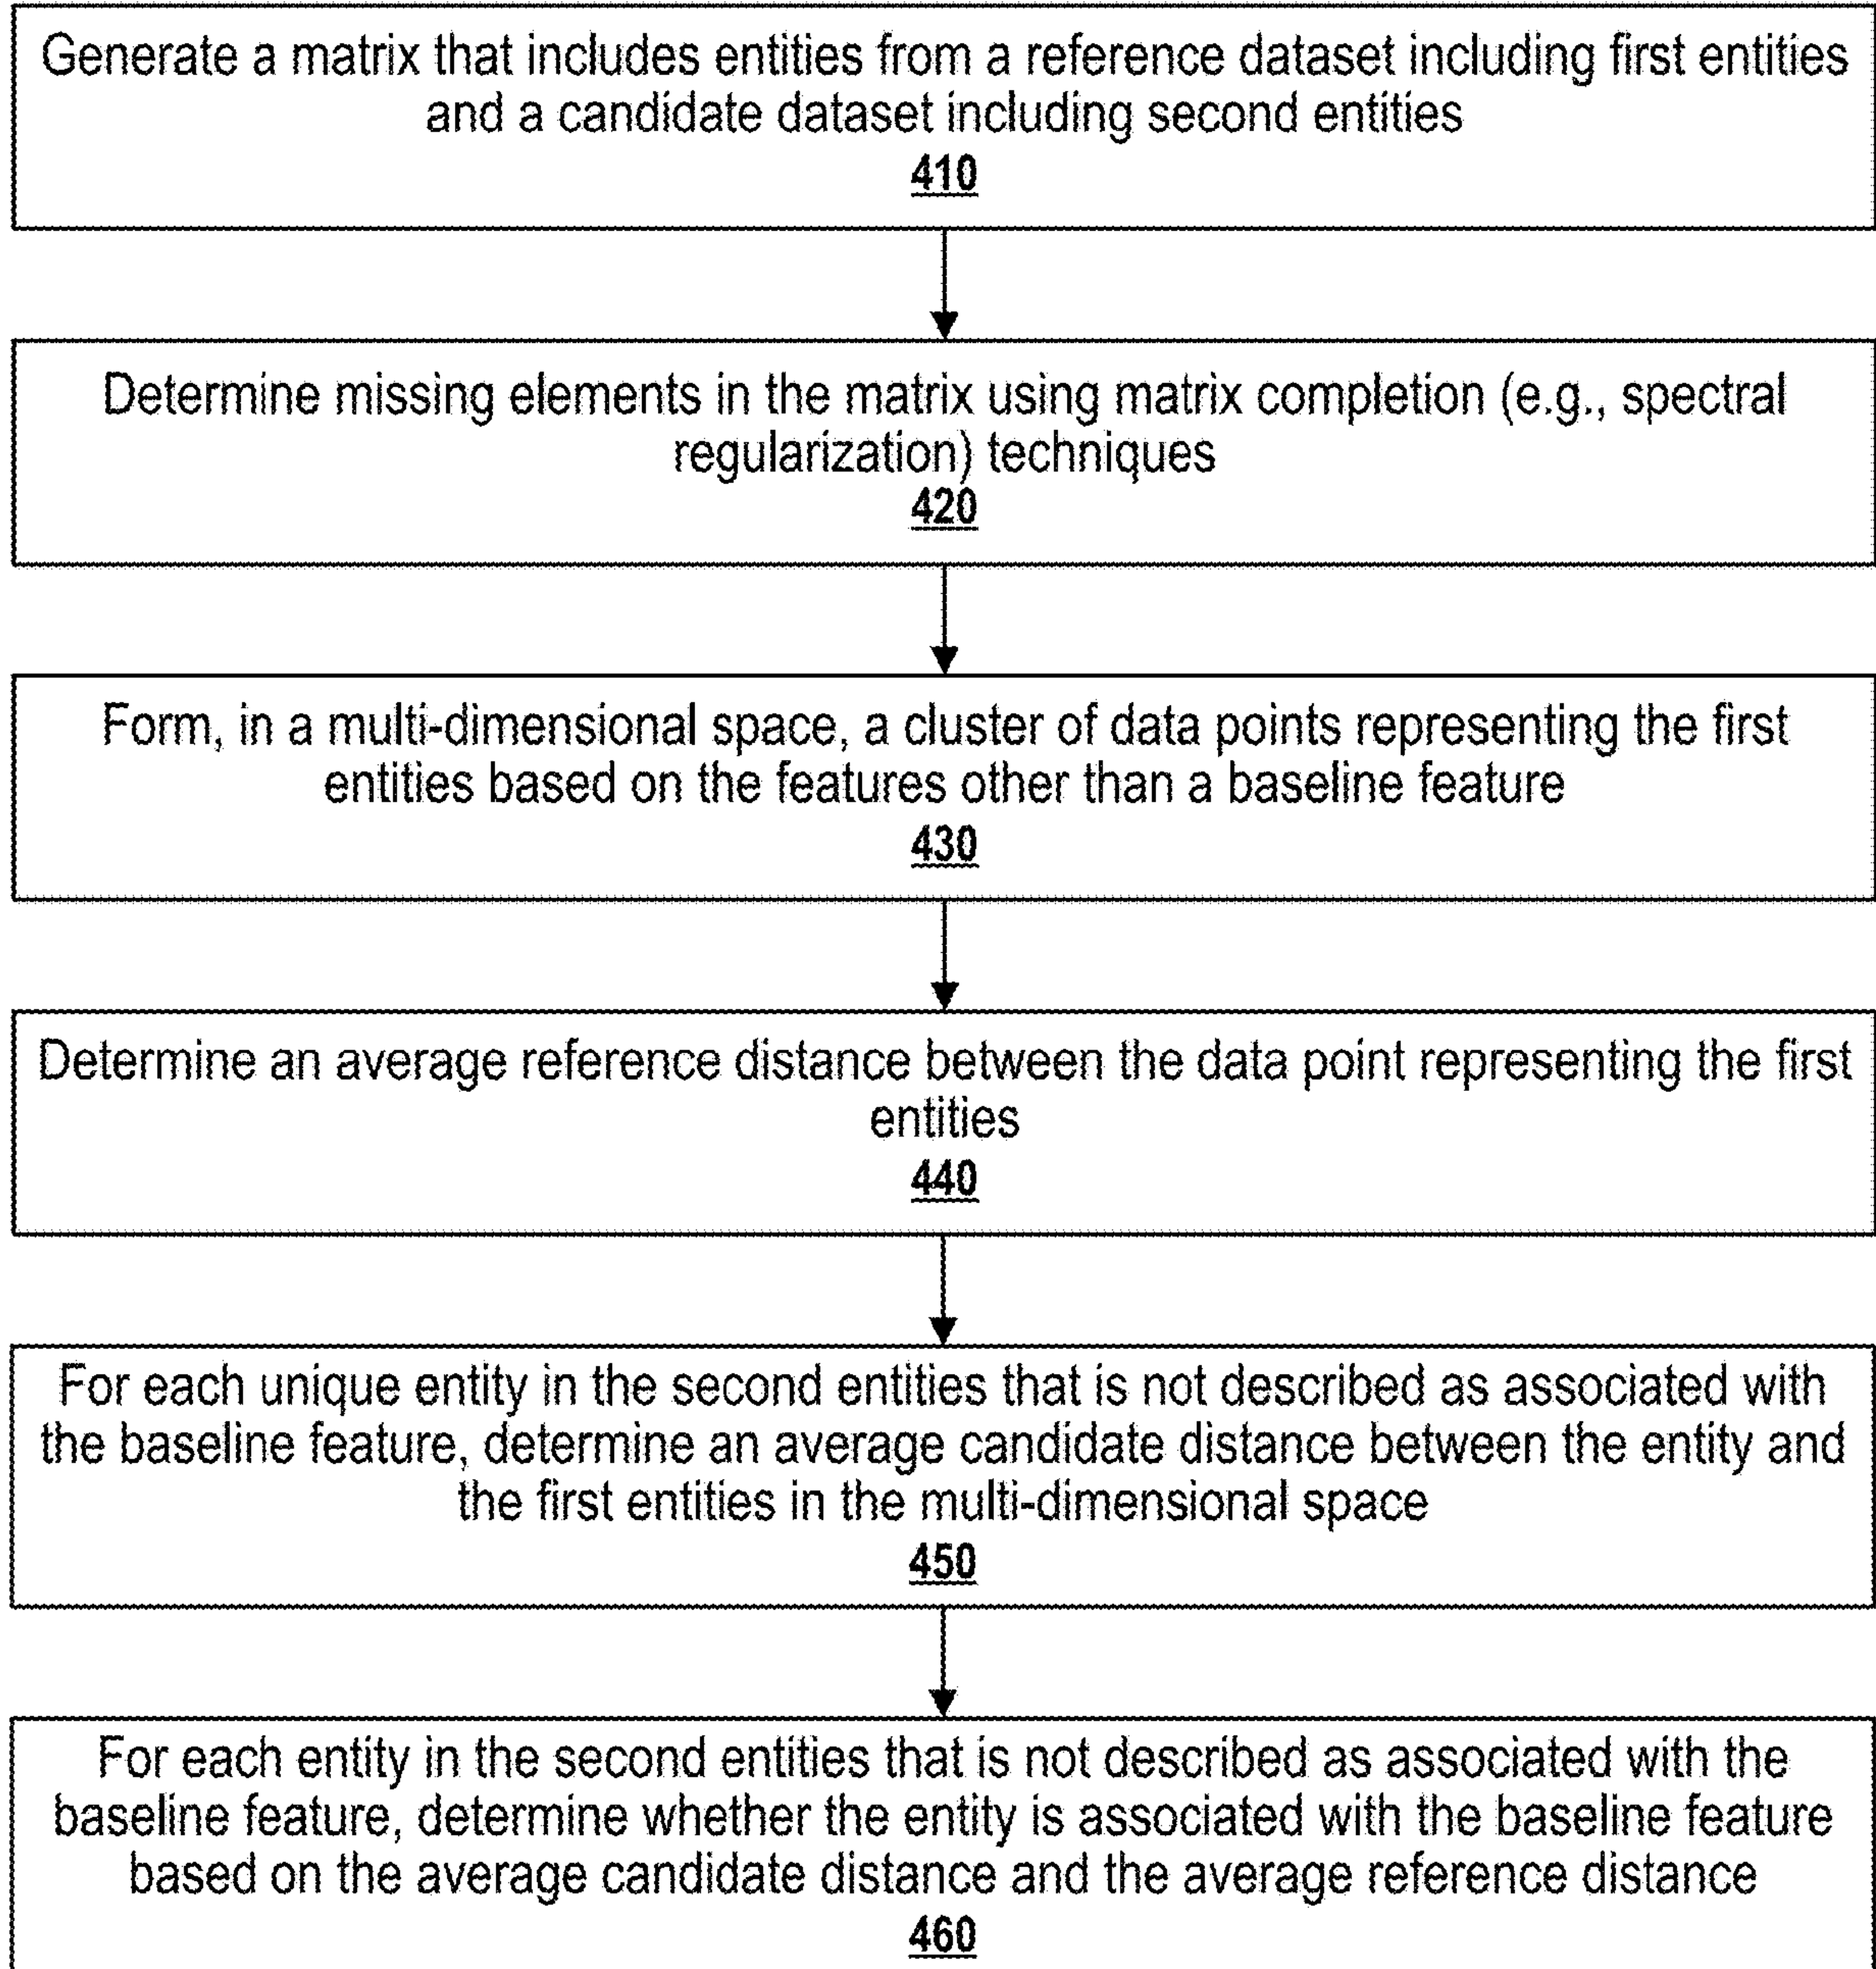 Generate a matrix that includes entities from a reference dataset including first entities
and a candidate dataset including second entities
410
Determine missing elements in the matrix using matrix completion (e.g., spectral
regularization) techniques
420
Form, in a multi-dimensional space, a cluster of data points representing the first
entities based on the features other than a baseline feature
430
Determine an average reference distance between the data point representing the first
entities
440
For each unique entity in the second entities that is not described as associated with
the baseline feature, determine an average candidate distance between the entity and
the first entities in the multi-dimensional space
450
For each entity in the second entities that is not described as associated with the
baseline feature, determine whether the entity is associated with the baseline feature
based on the average candidate distance and the average reference distance
460